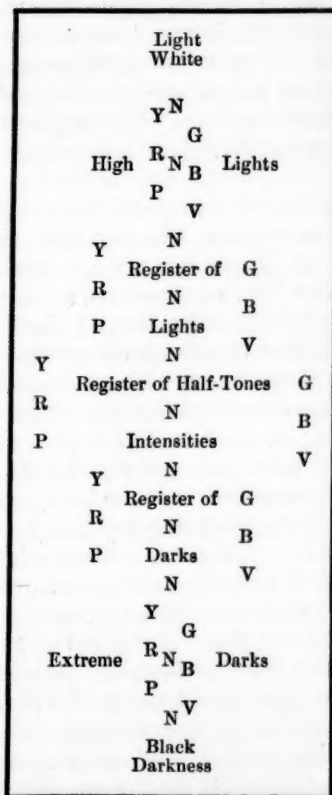 Light
White
Y N
G
High R N B Lights
P
V
N
Y
Register of G
R N
B
P Lights
V
N
Y
Register of Half-Tones G
R N
B
P Intensities
V
N
Y
Register of G
R N
B
P Darks
V
N
Y
G
R
Extreme N Darks
B
P
V
N
Black
Darkness